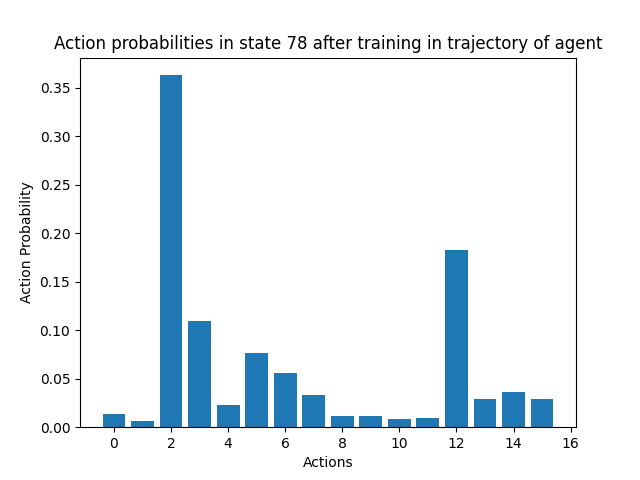 Action probabilities in state 78 after training in trajectory of agent
0.35
0.30
0.25
0.20
0.15
0.10
0.05
0.00
Action Probability
0 2 4 6 8 10 12 14 16
Actions